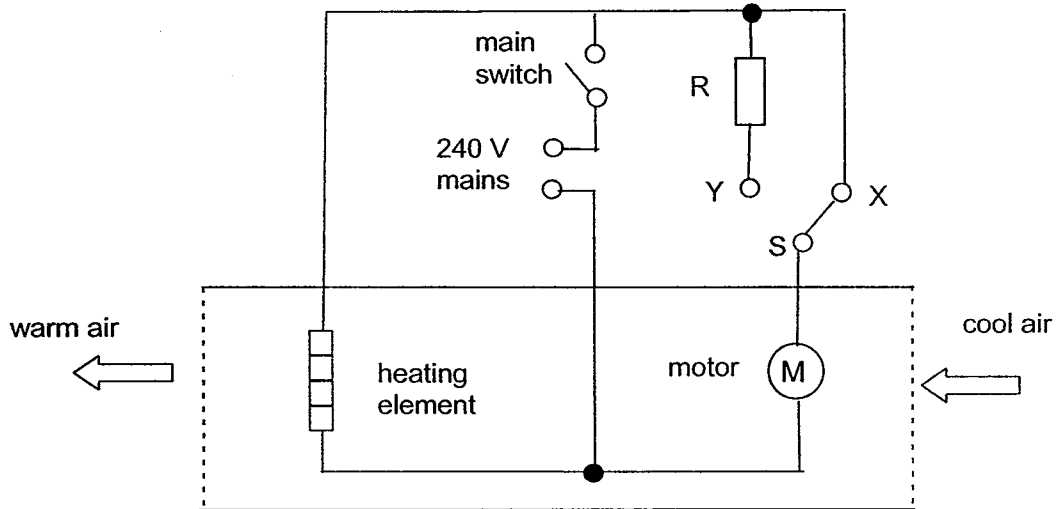 main
switch
R
240 V
mains
Y
X
S
warm air
cool air
heating
element
motor
M